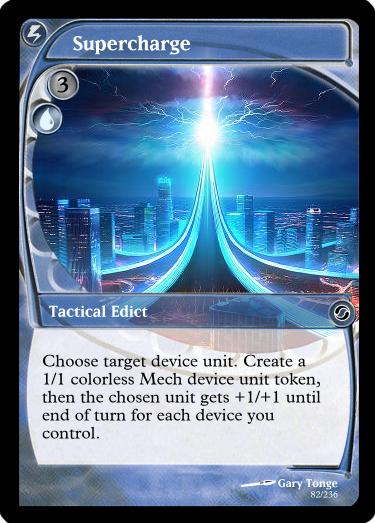 Supercharge
3
Tactical Edict
Choose target device unit. Create a
1/1 colorless Mech device unit token,
then the chosen unit gets +1/+1 until
end of turn for each device you
control.
Gary Tonge
82/236